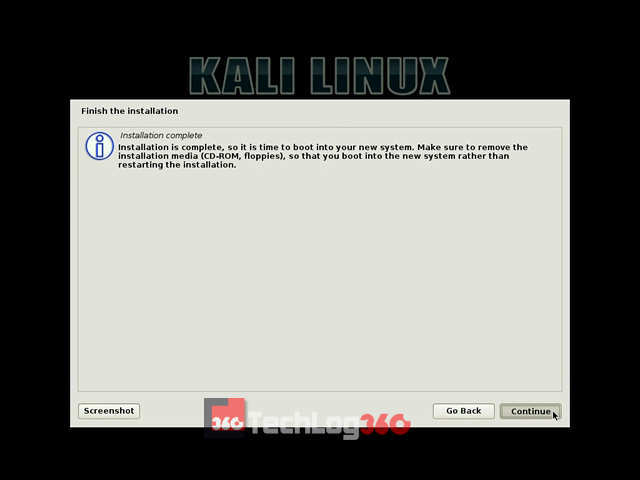 KALI LINUX
Finish the installation
Installation complete
Installation is complete, so it is time to boot into your new system. Make sure to remove the
installation media (CD-ROM, floppies), so that you boot into the new system rather than
restarting the installation.
Screenshot
Go Back
Continue
360 TechLog360